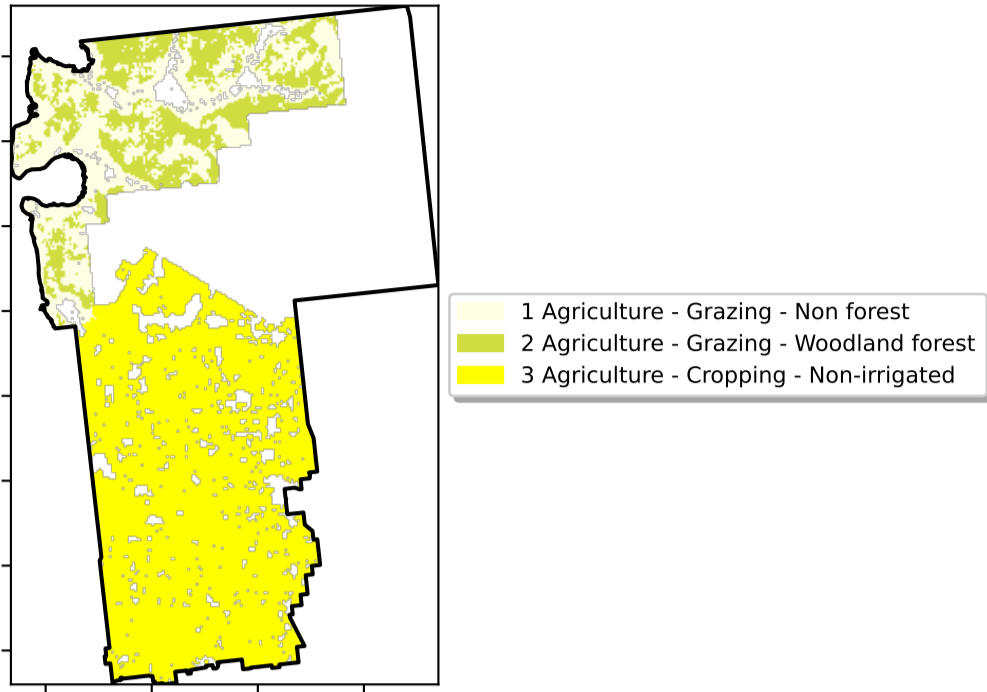 1 Agriculture - Grazing - Non forest
2 Agriculture - Grazing - Woodland forest
3 Agriculture - Cropping - Non-irrigated